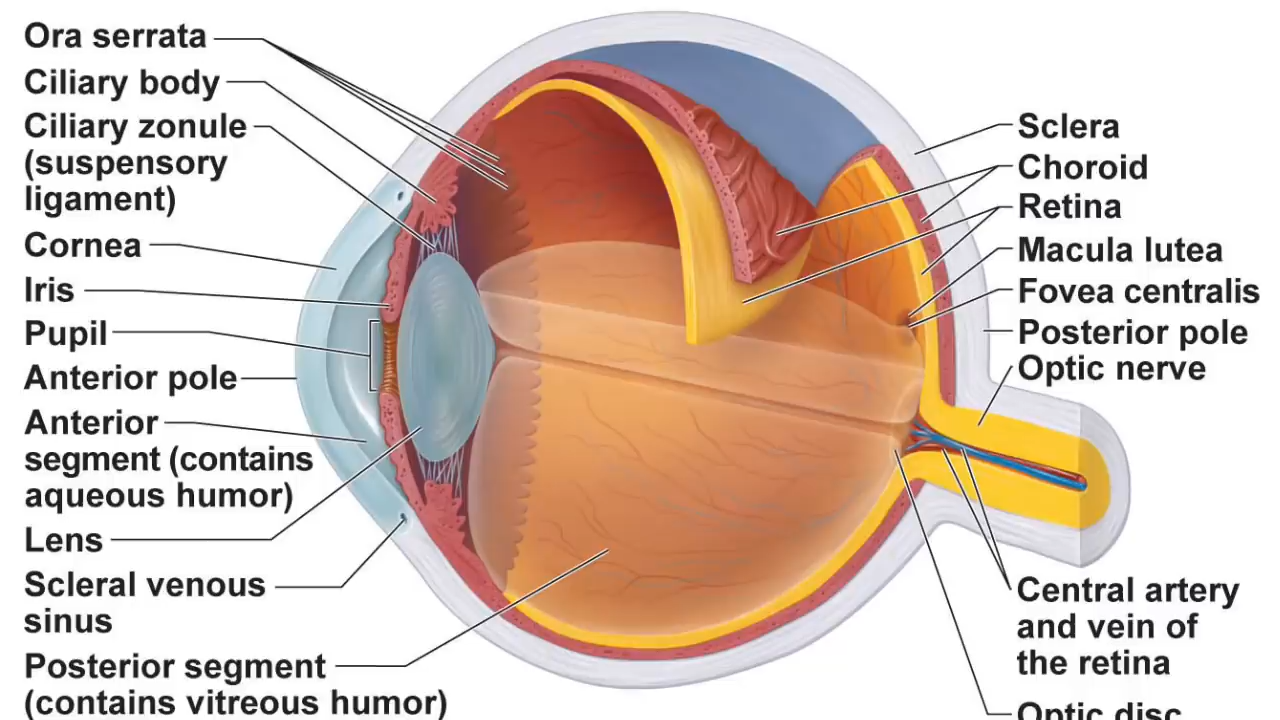 Ora serrata
Ciliary body
Ciliary zonule
(suspensory
ligament)
Cornea
Iris
Pupil
Anterior pole
Anterior
segment (contains
aqueous humor)
Lens
Scleral venous
sinus
Posterior segment
(contains vitreous humor)
Sclera
Choroid
Retina
Macula lutea
Fovea centralis
Posterior pole
Optic nerve
Central artery
and vein of
the retina
Optic disc